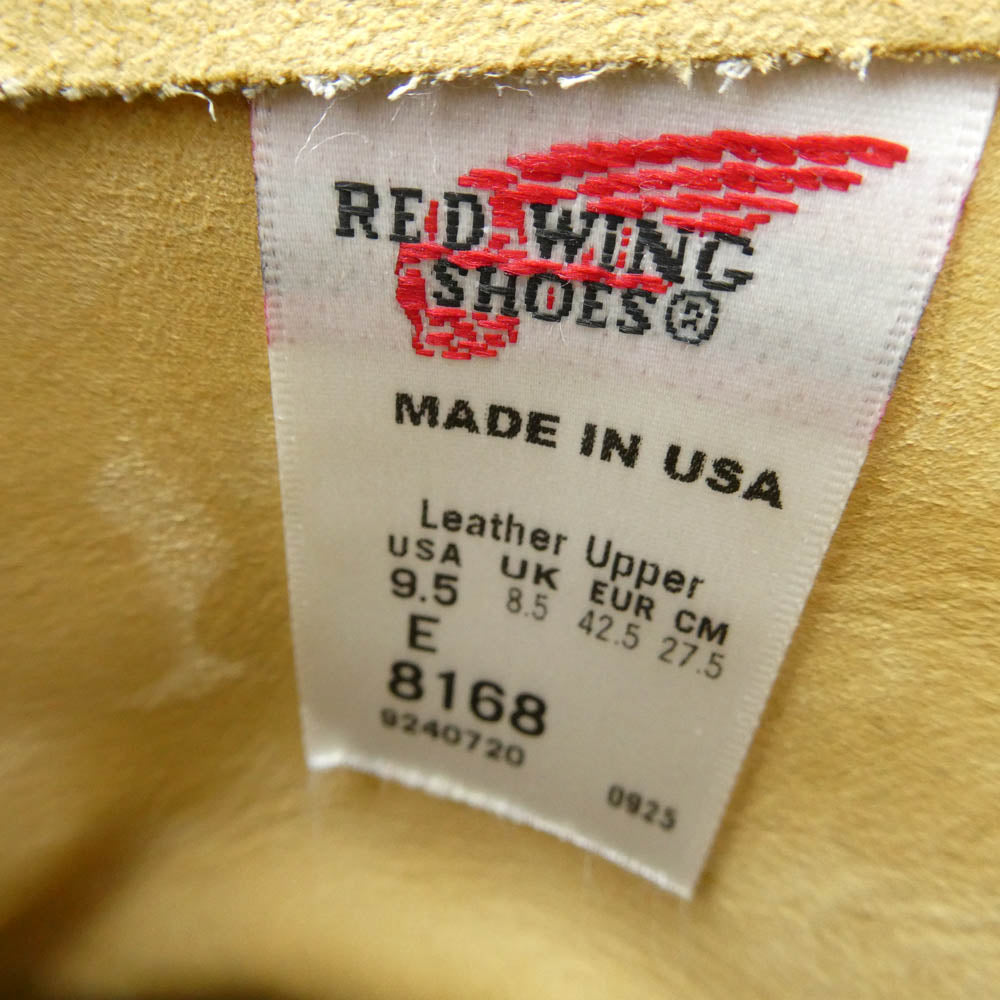 RED WING
SHOES®
MADE IN USA
Leather Upper
USA UK EUR CM
9.5 8.5 42.5 27.5
E
8168
9240720
0925